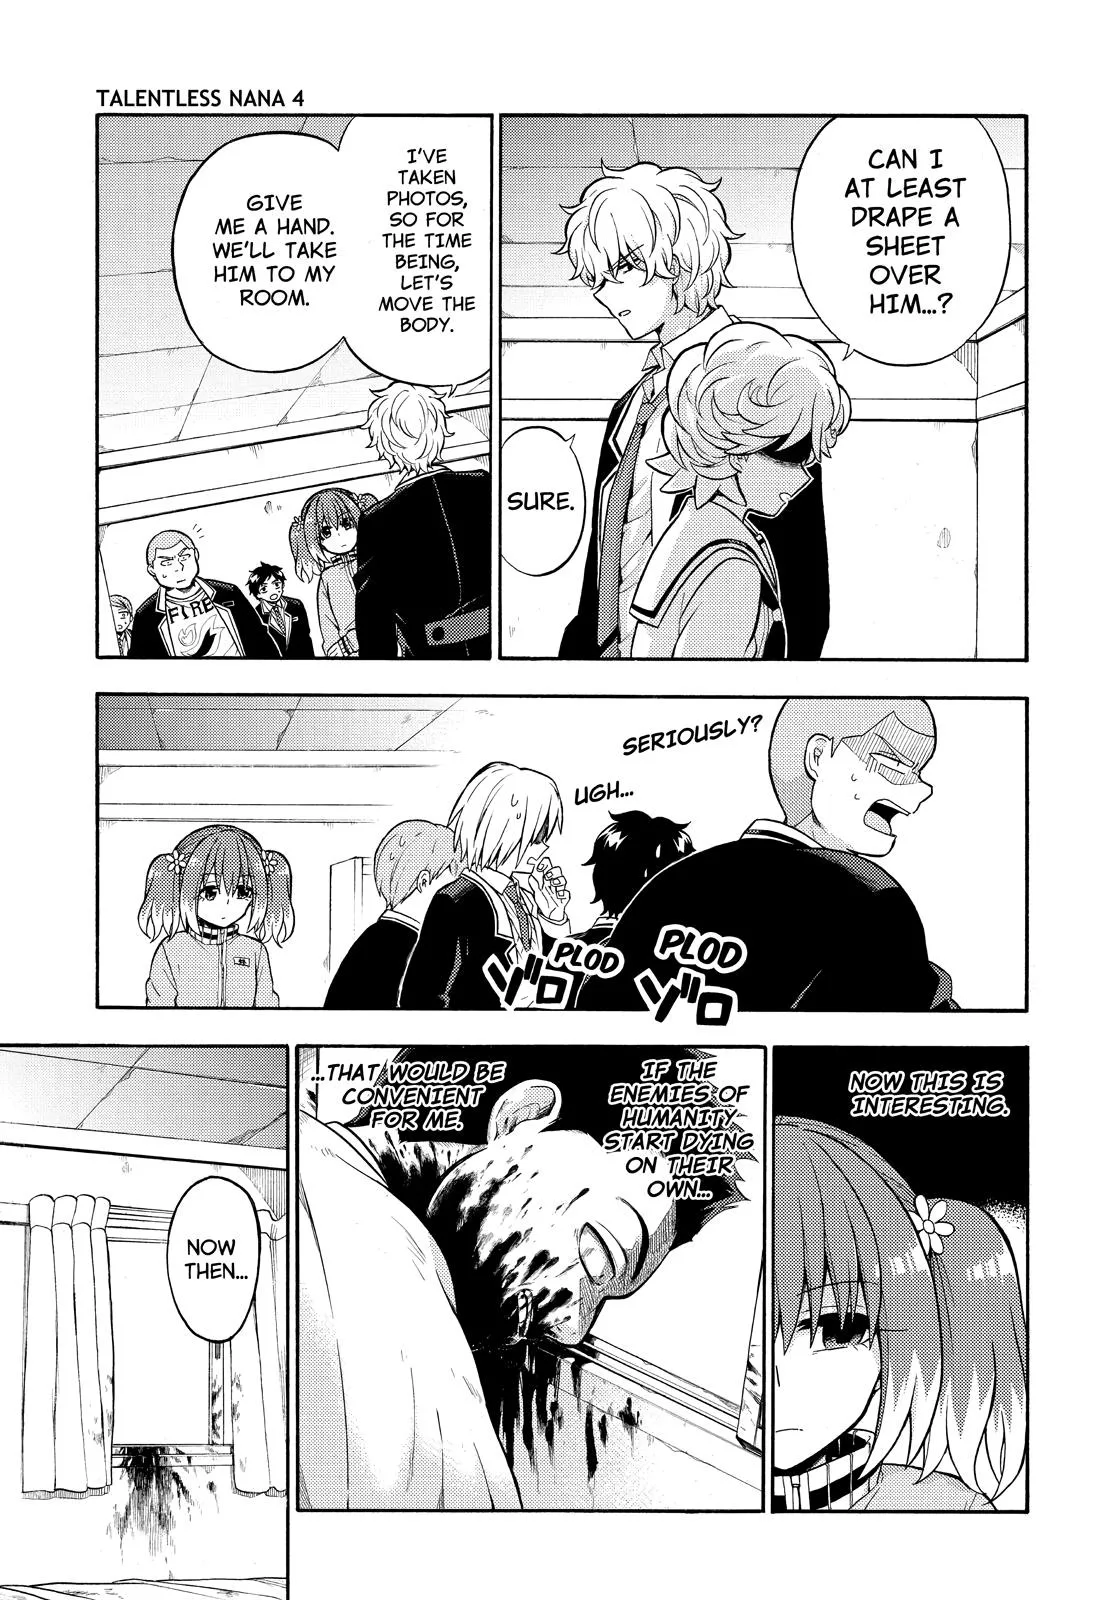 TALENTLESS NANA 4
CAN I
AT LEAST
DRAPE A
SHEET
OVER
HIM...?
SURE.
I'VE
TAKEN
PHOTOS,
SO FOR
THE TIME
BEING,
LET'S
MOVE THE
BODY.
GIVE
ME A HAND.
WE'LL TAKE
HIM TO MY
ROOM.
FIRE
SERIOUSLY?
UGH...
PLOD
ゾロ
PLOD
ゾロ
NOW THIS IS
INTERESTING.
IF THE
ENEMIES OF
HUMANITY
START DYING
ON THEIR
OWN...
...THAT WOULD BE
CONVENIENT
FOR ME.
NOW
THEN...